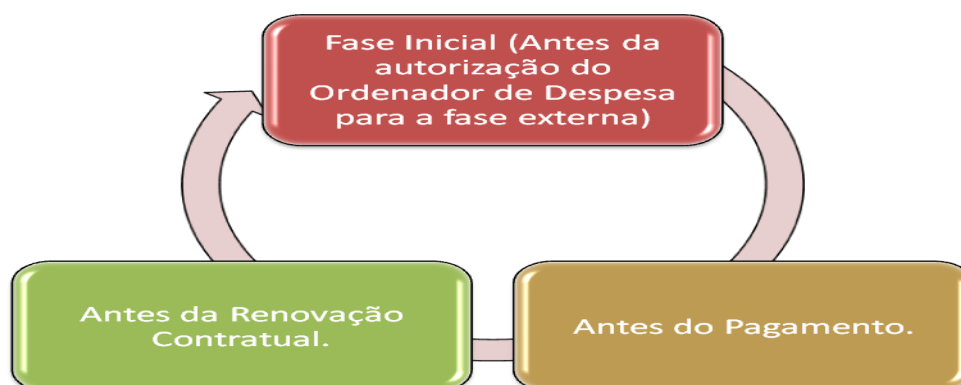 Fase Inicial (Antes da
autorização do
Ordenador de Despesa
para a fase externa)
Antes da Renovação
Contratual.
Antes do Pagamento.